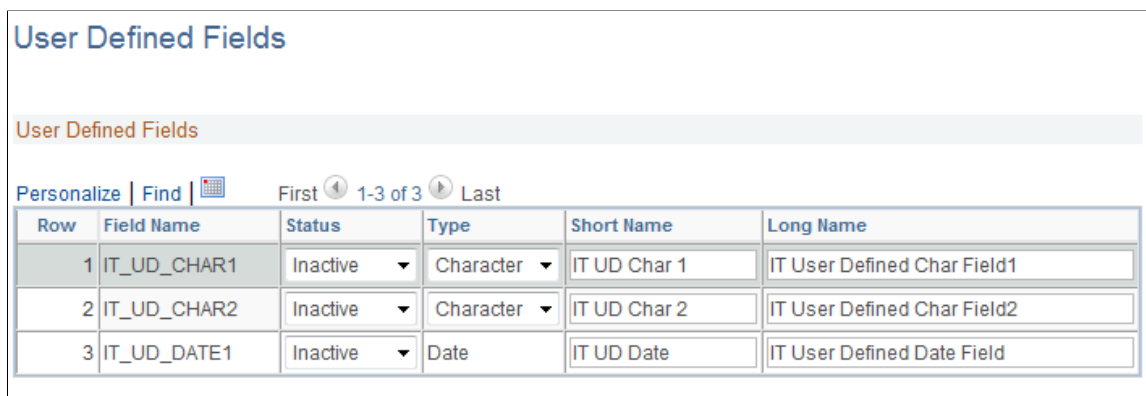 User Defined Fields
User Defined Fields
Personalize | Find | First 1-3 of 3 Last
Row Field Name Status Type Short Name Long Name
1 IT_UD_CHAR1 Inactive Character IT UD Char 1 IT User Defined Char Field1
2 IT_UD_CHAR2 Inactive Character IT UD Char 2 IT User Defined Char Field2
3 IT_UD_DATE1 Inactive Date IT UD Date IT User Defined Date Field